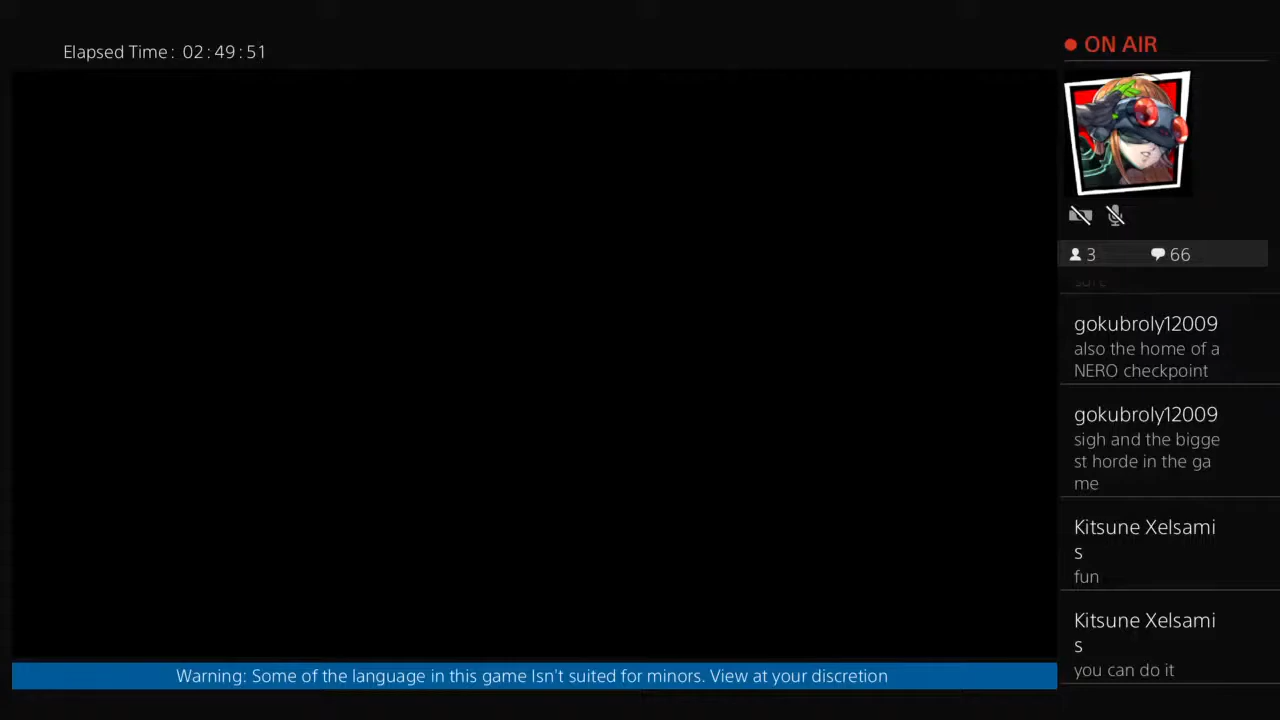 Elapsed Time: 02:49:51
ON AIR
3 66
gokubroly12009
also the home of a
NERO checkpoint
gokubroly12009
sigh and the bigge
st horde in the ga
me
Kitsune Xelsami
s
fun
Kitsune Xelsami
s
you can do it
Warning: Some of the language in this game Isn't suited for minors. View at your discretion